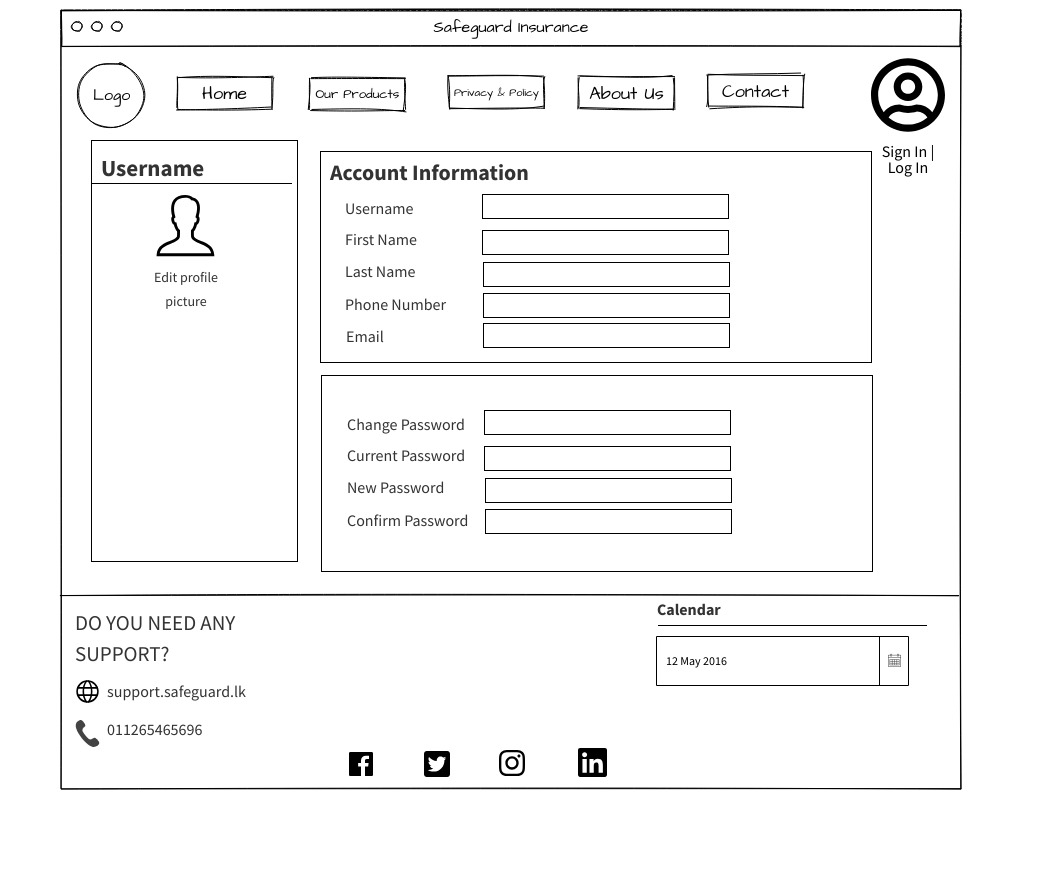 Safeguard Insurance
Logo
Home
Our Products
Privacy & Policy
About Us
Contact
Sign In |
Log In
Username
Edit profile
picture
Account Information
Username
First Name
Last Name
Phone Number
Email
Change Password
Current Password
New Password
Confirm Password
DO YOU NEED ANY
SUPPORT?
support.safeguard.lk
011265465696
Calendar
12 May 2016